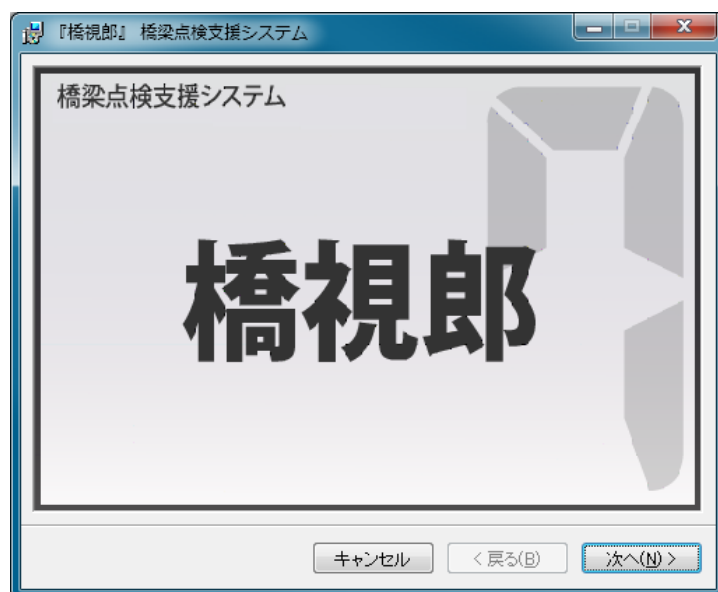 『橋視郎』 橋梁点検支援システム
橋梁点検支援システム
7
橋視郎
キャンセル
< 戻る(B)
次へ(N) >